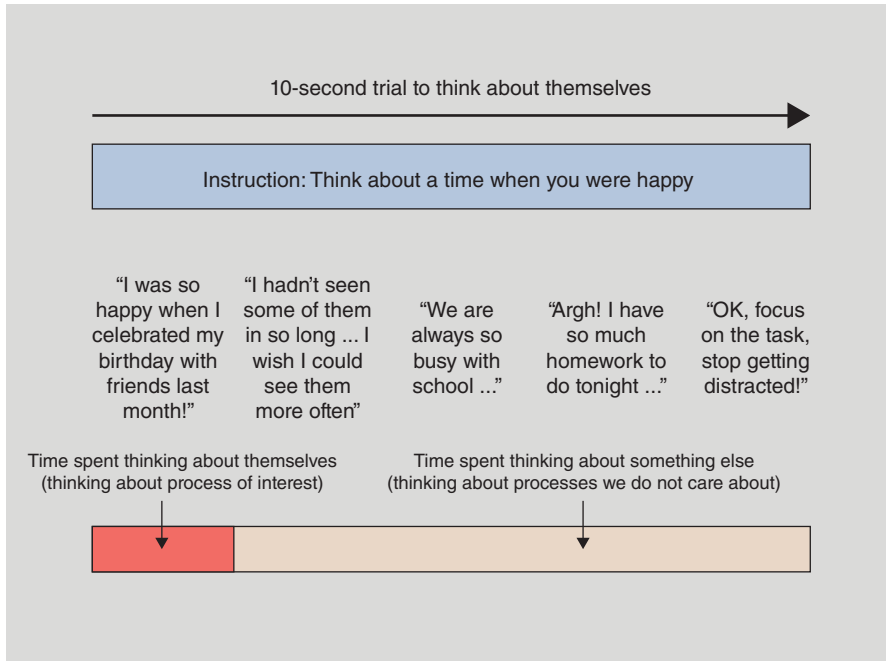 10-second trial to think about themselves
Instruction: Think about a time when you were happy
“I was so
happy when I
celebrated my
birthday with
friends last
month!”
“I hadn’t seen
some of them
in so long ... I
wish I could
see them
more often”
“We are
always so
busy with
school ...”
“Argh! I have
so much
homework to
do tonight ...”
“OK, focus
on the task,
stop getting
distracted!”
Time spent thinking about themselves
(thinking about process of interest)
Time spent thinking about something else
(thinking about processes we do not care about)